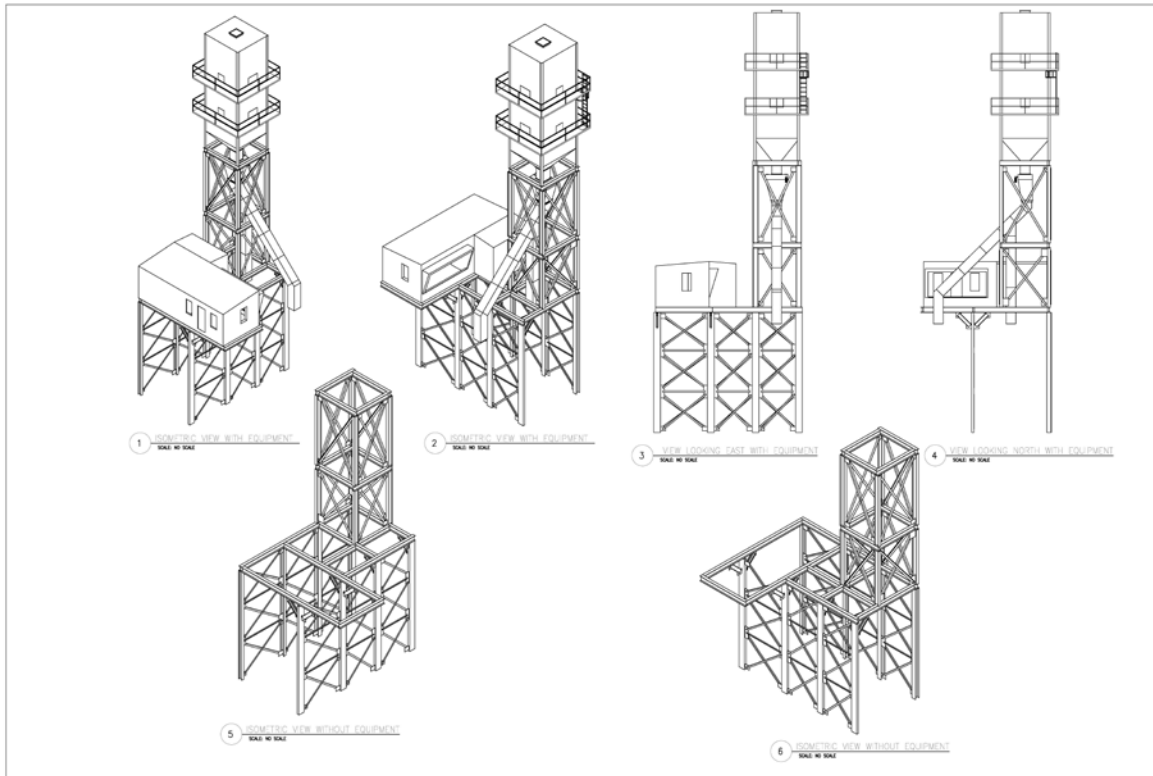 1 ISOMETRIC VIEW WITH EQUIPMENT
SCALE: NO SCALE
2 ISOMETRIC VIEW WITH EQUIPMENT
SCALE: NO SCALE
3 VIEW LOOKING EAST WITH EQUIPMENT
SCALE: NO SCALE
4 VIEW LOOKING NORTH WITH EQUIPMENT
SCALE: NO SCALE
5 ISOMETRIC VIEW WITHOUT EQUIPMENT
SCALE: NO SCALE
6 ISOMETRIC VIEW WITHOUT EQUIPMENT
SCALE: NO SCALE